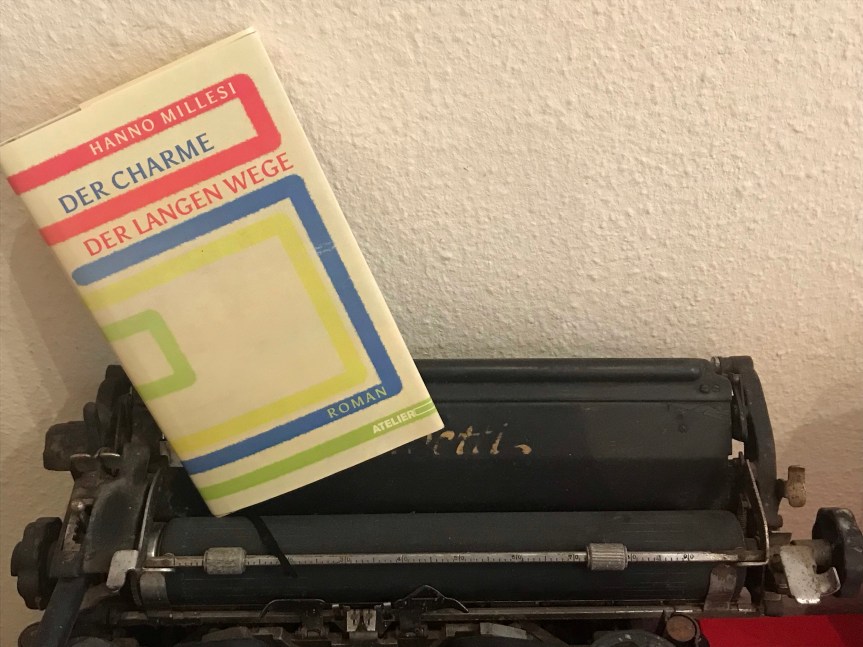 HANNO MILLESI
DER CHARME
DER LANGEN WEGE
ROMAN
ATELIER